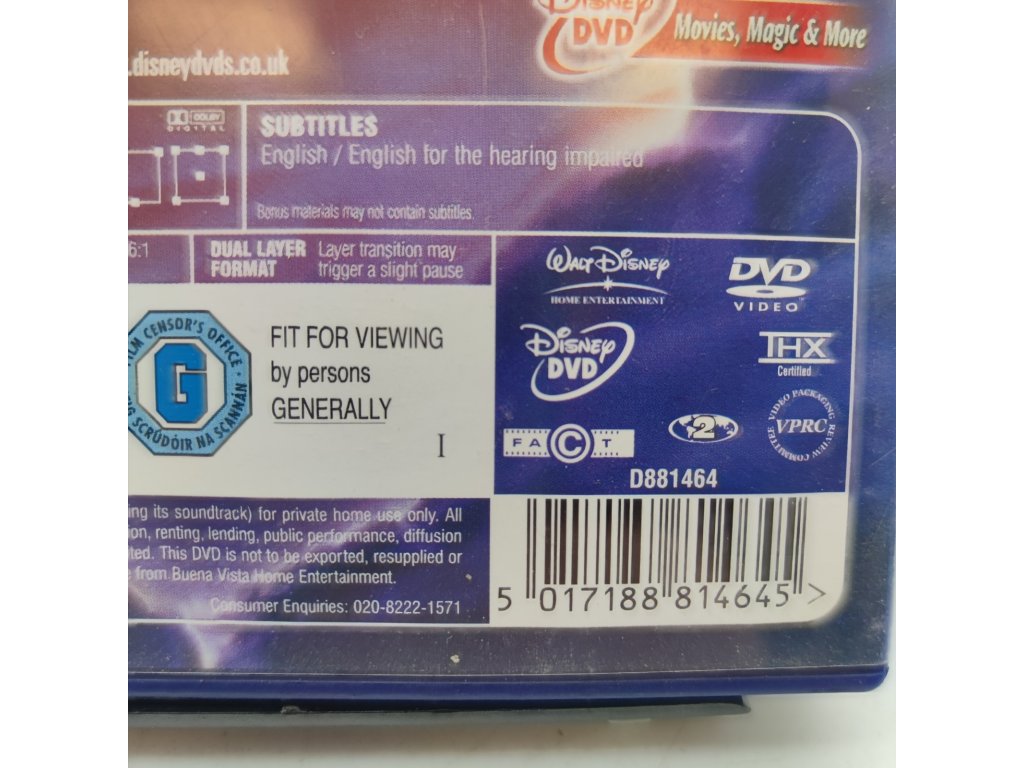 DISNEY
DVD
Movies, Magic & More
.disneydvds.co.uk
DOLBY
DIGITAL
SUBTITLES
English / English for the hearing impaired
Bonus materials may not contain subtitles.
6:1
DUAL LAYER
FORMAT
Layer transition may
trigger a slight pause
WALT DISNEY
HOME ENTERTAINMENT
DVD
VIDEO™
DISNEY
DVD
THX
Certified
CENSOR'S OFFICE
G
SCRÚDÓIR NA SCANNÁN
FIT FOR VIEWING
by persons
GENERALLY
I
FACT
2
VIDEO PACKAGING REVIEW COMMITTEE
VPRC
D881464
ing its soundtrack) for private home use only. All
on, renting, lending, public performance, diffusion
ted. This DVD is not to be exported, resupplied or
from Buena Vista Home Entertainment.
Consumer Enquiries: 020-8222-1571
5 017188 814645 >